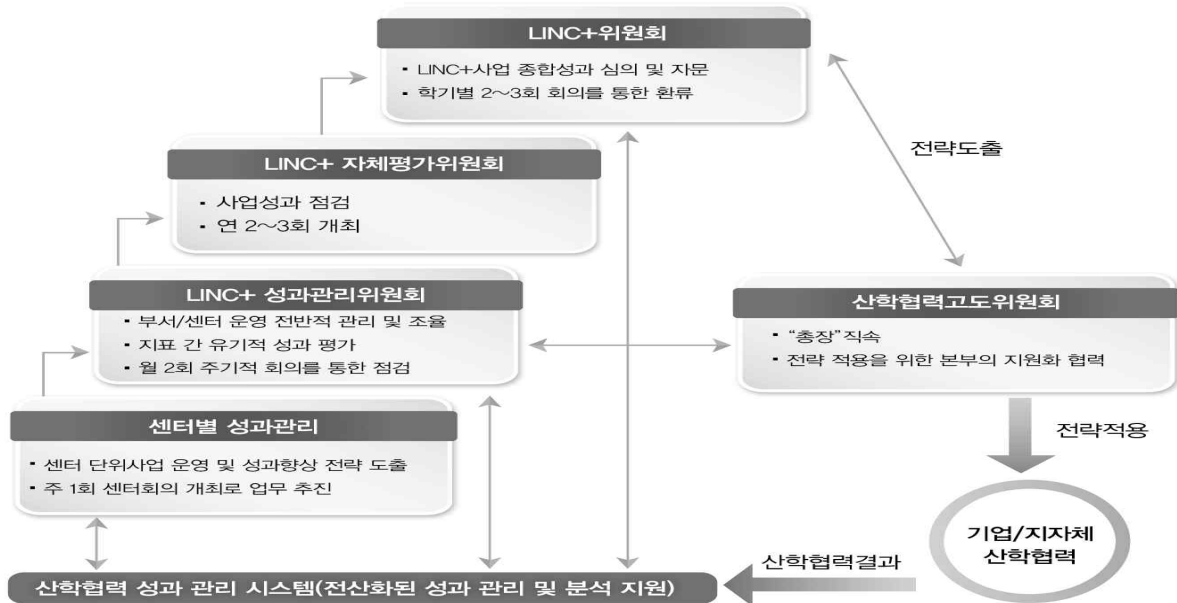 LINC+위원회
▪ LINC+사업 종합성과 심의 및 자문
▪ 학기별 2~3회 회의를 통한 환류
전략도출
LINC+ 자체평가위원회
▪ 사업성과 점검
▪ 연 2~3회 개최
LINC+ 성과관리위원회
▪ 부서/센터 운영 전반적 관리 및 조율
▪ 지표 간 유기적 성과 평가
▪ 월 2회 주기적 회의를 통한 점검
산학협력고도위원회
▪ "총장"직속
▪ 전략 적용을 위한 본부의 지원화 협력
센터별 성과관리
▪ 센터 단위사업 운영 및 성과향상 전략 도출
▪ 주 1회 센터회의 개최로 업무 추진
전략적용
기업/지자체
산학협력
산학협력결과
산학협력 성과 관리 시스템(전산화된 성과 관리 및 분석 지원)